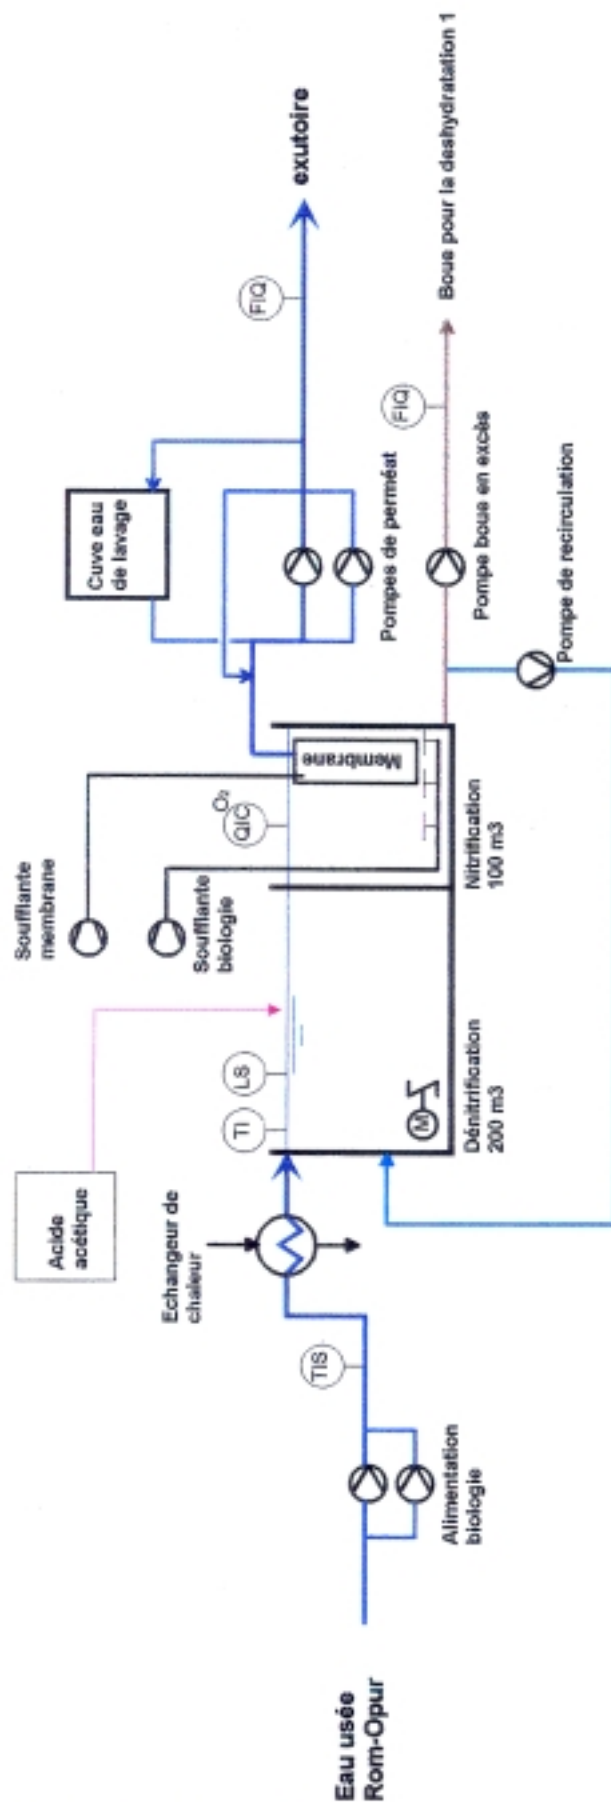 Eau usée
Rom-Opur
Alimentation
biologie
TIS
Echangeur de
chaleur
Acide
acétique
TI
LS
M
Dénitrification
200 m3
Soufflante
membrane
Soufflante
biologie
QIC
O₂
Membrane
Nitrification
100 m3
Cuve eau
de lavage
Pompes de perméat
Pompe boue en excès
Pompe de recirculation
FIQ
exutoire
FIQ
Boue pour la deshydratation 1